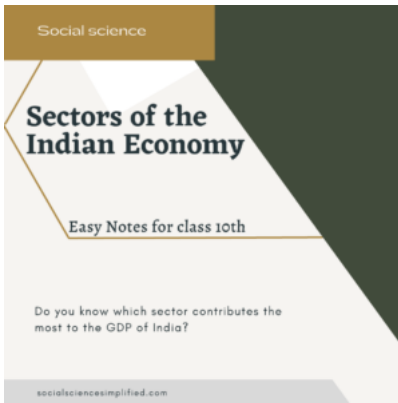 Social science
Sectors of the
Indian Economy
Easy Notes for class 10th
Do you know which sector contributes the
most to the GDP of India?
socialsciencesimplified.com